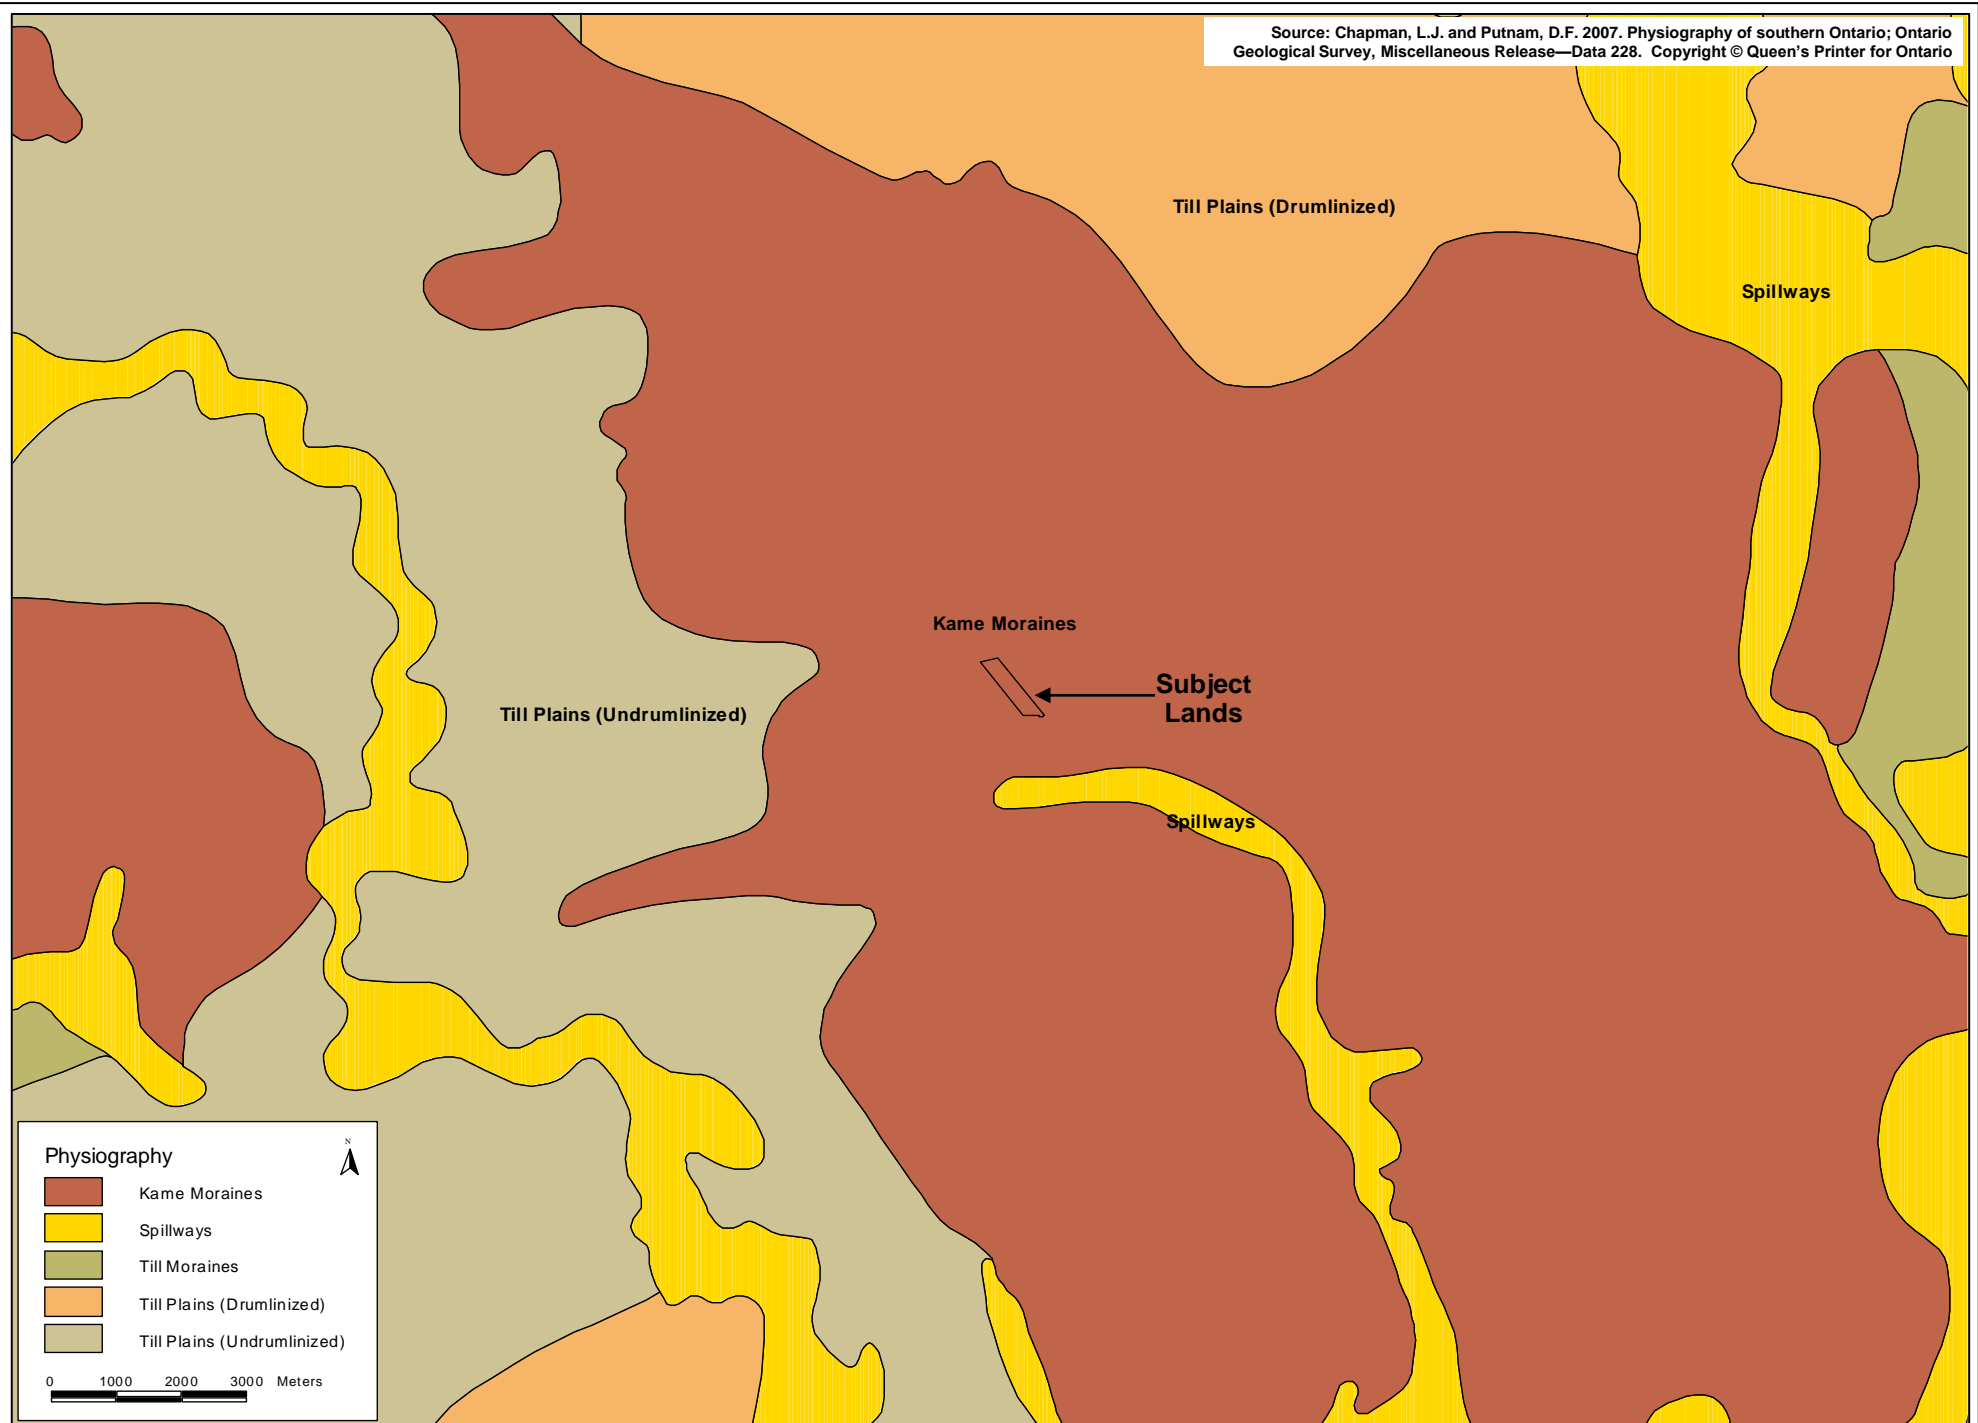 Source: Chapman, L.J. and Putnam, D.F. 2007. Physiography of southern Ontario; Ontario
Geological Survey, Miscellaneous Release—Data 228. Copyright © Queen's Printer for Ontario
Till Plains (Drumlinized)
Spillways
Kame Moraines
Subject
Lands
Till Plains (Undrumlinized)
Spillways
Physiography
N
Kame Moraines
Spillways
Till Moraines
Till Plains (Drumlinized)
Till Plains (Undrumlinized)
0 1000 2000 3000 Meters